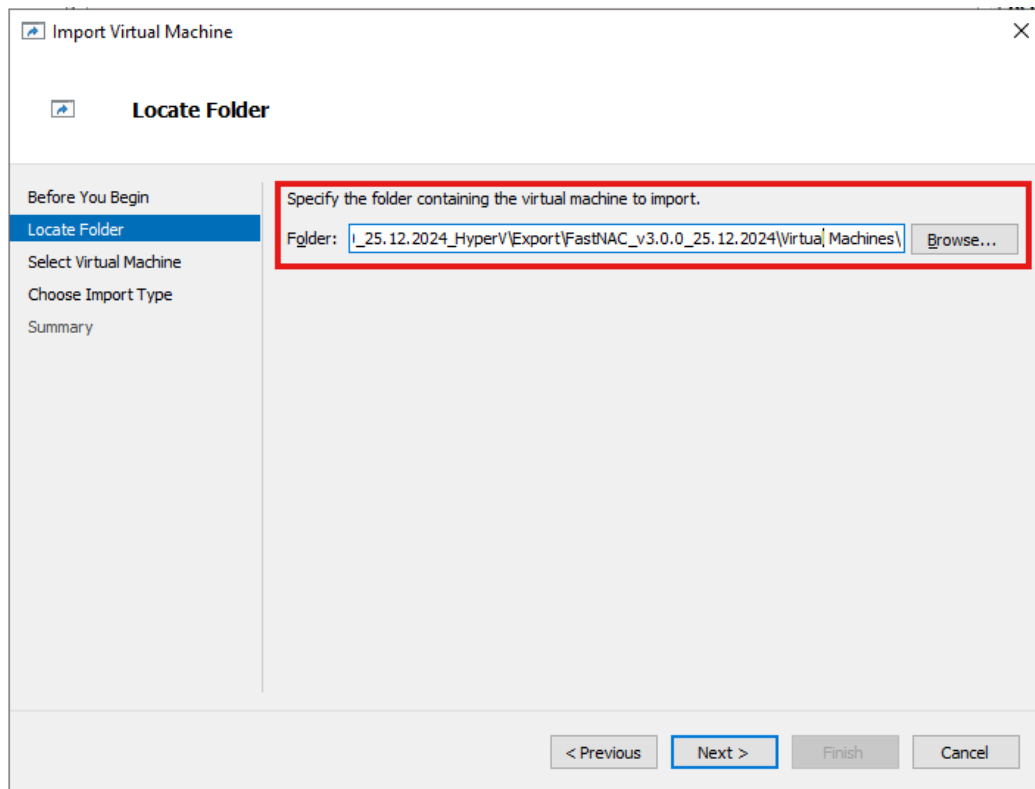 Import Virtual Machine
Locate Folder
Before You Begin
Locate Folder
Select Virtual Machine
Choose Import Type
Summary
Specify the folder containing the virtual machine to import.
Folder: _25.12.2024_HyperV\Export\FastNAC_v3.0.0_25.12.2024\Virtual Machines\ Browse...
< Previous Next > Finish Cancel